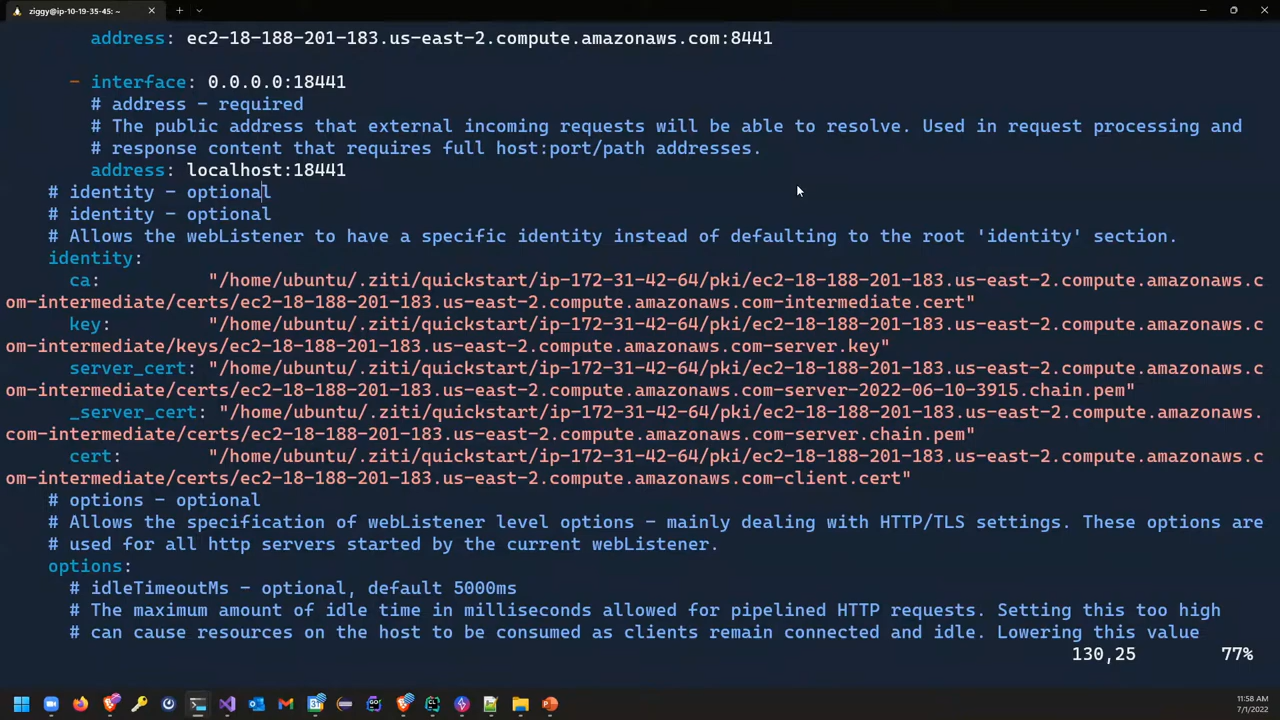 ziggy@ip-10-19-35-45: ~
address: ec2-18-188-201-183.us-east-2.compute.amazonaws.com:8441
- interface: 0.0.0.0:18441
# address - required
# The public address that external incoming requests will be able to resolve. Used in request processing and
# response content that requires full host:port/path addresses.
address: localhost:18441
# identity - optional
# identity - optional
# Allows the webListener to have a specific identity instead of defaulting to the root 'identity' section.
identity:
ca: "/home/ubuntu/.ziti/quickstart/ip-172-31-42-64/pki/ec2-18-188-201-183.us-east-2.compute.amazonaws.c
om-intermediate/certs/ec2-18-188-201-183.us-east-2.compute.amazonaws.com-intermediate.cert"
key: "/home/ubuntu/.ziti/quickstart/ip-172-31-42-64/pki/ec2-18-188-201-183.us-east-2.compute.amazonaws.c
om-intermediate/keys/ec2-18-188-201-183.us-east-2.compute.amazonaws.com-server.key"
server_cert: "/home/ubuntu/.ziti/quickstart/ip-172-31-42-64/pki/ec2-18-188-201-183.us-east-2.compute.amazonaws.c
om-intermediate/certs/ec2-18-188-201-183.us-east-2.compute.amazonaws.com-server-2022-06-10-3915.chain.pem"
_server_cert: "/home/ubuntu/.ziti/quickstart/ip-172-31-42-64/pki/ec2-18-188-201-183.us-east-2.compute.amazonaws.
com-intermediate/certs/ec2-18-188-201-183.us-east-2.compute.amazonaws.com-server.chain.pem"
cert: "/home/ubuntu/.ziti/quickstart/ip-172-31-42-64/pki/ec2-18-188-201-183.us-east-2.compute.amazonaws.c
om-intermediate/certs/ec2-18-188-201-183.us-east-2.compute.amazonaws.com-client.cert"
# options - optional
# Allows the specification of webListener level options - mainly dealing with HTTP/TLS settings. These options are
# used for all http servers started by the current webListener.
options:
# idleTimeoutMs - optional, default 5000ms
# The maximum amount of idle time in milliseconds allowed for pipelined HTTP requests. Setting this too high
# can cause resources on the host to be consumed as clients remain connected and idle. Lowering this value
130,25 77%
11:58 AM
7/1/2022